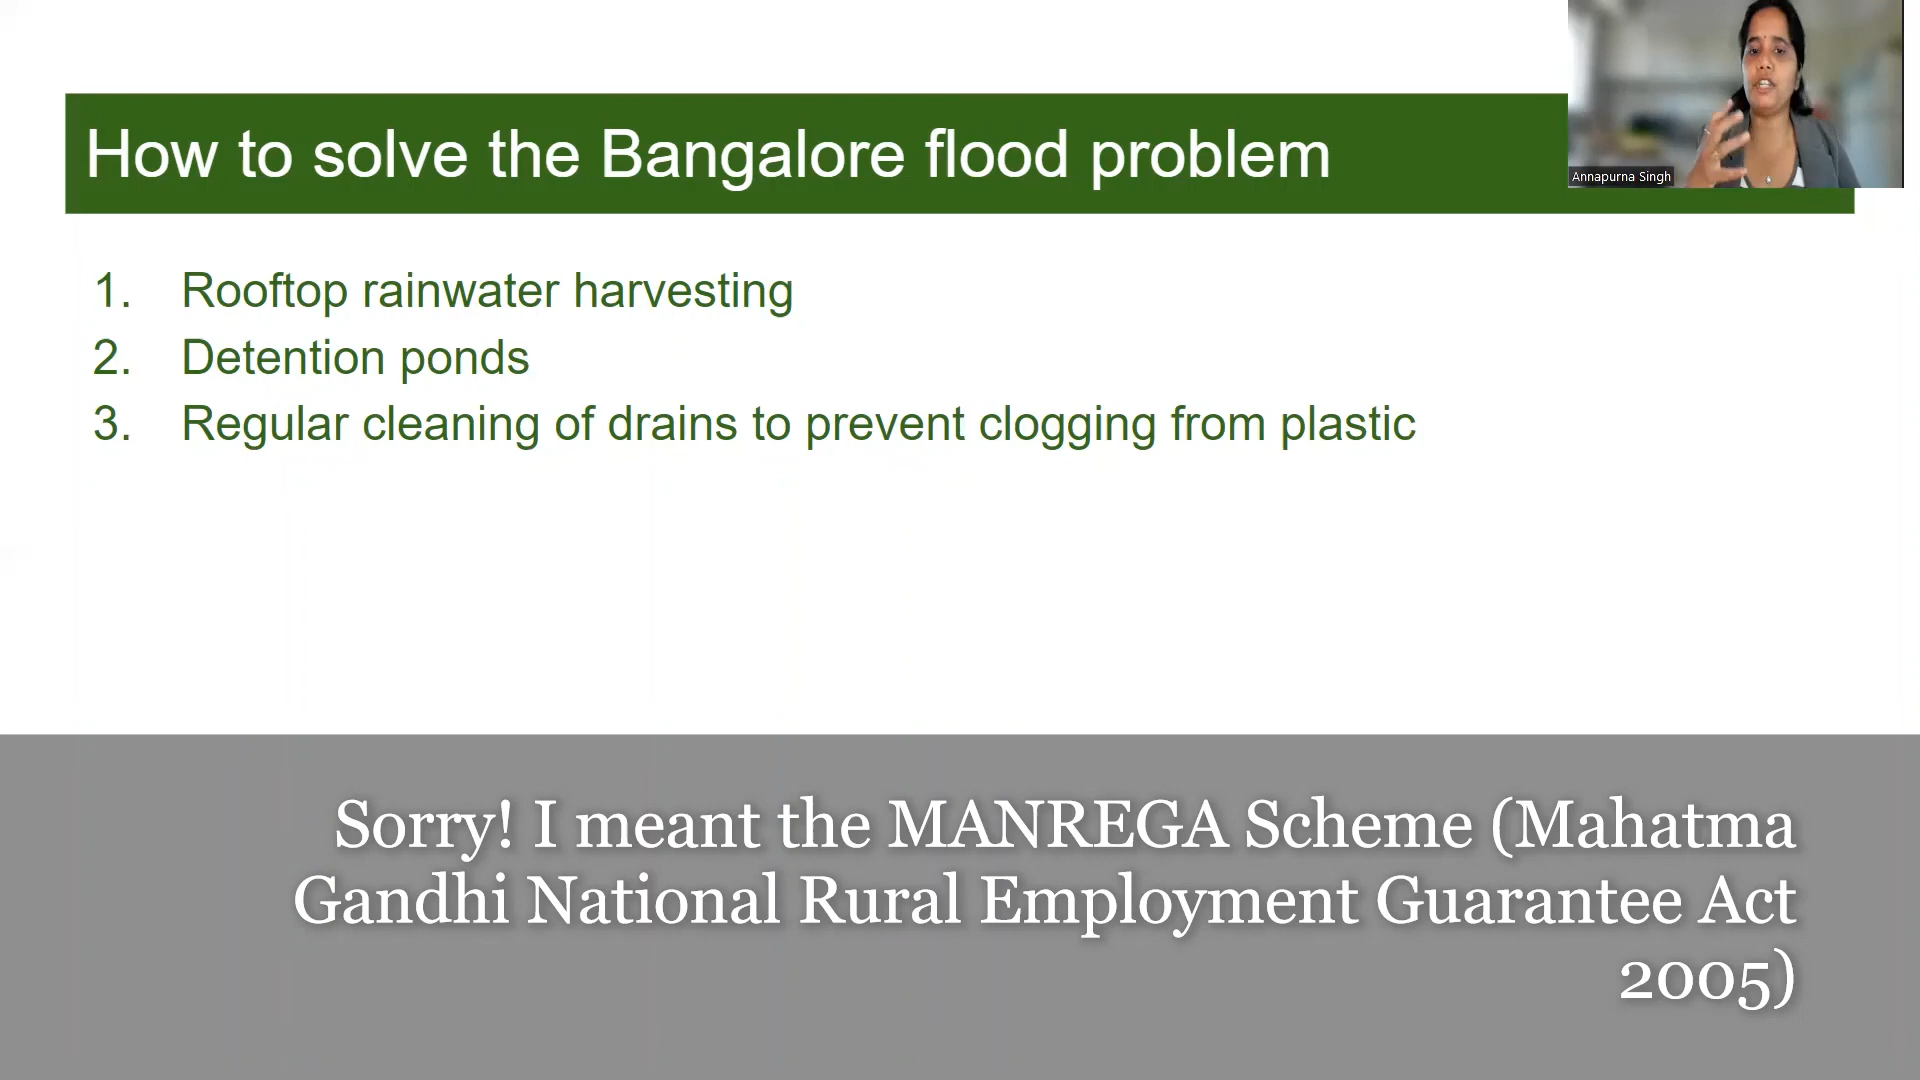 How to solve the Bangalore flood problem
Annapurna Singh
1. Rooftop rainwater harvesting
2. Detention ponds
3. Regular cleaning of drains to prevent clogging from plastic
Sorry! I meant the MANREGA Scheme (Mahatma
Gandhi National Rural Employment Guarantee Act
2005)